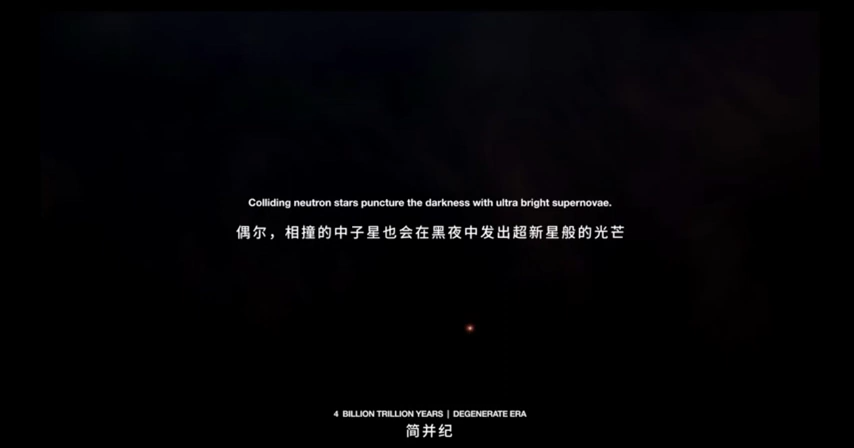 Colliding neutron stars puncture the darkness with ultra bright supernovae.
偶尔，相撞的中子星也会在黑夜中发出超新星般的光芒
4 BILLION TRILLION YEARS | DEGENERATE ERA
简并纪